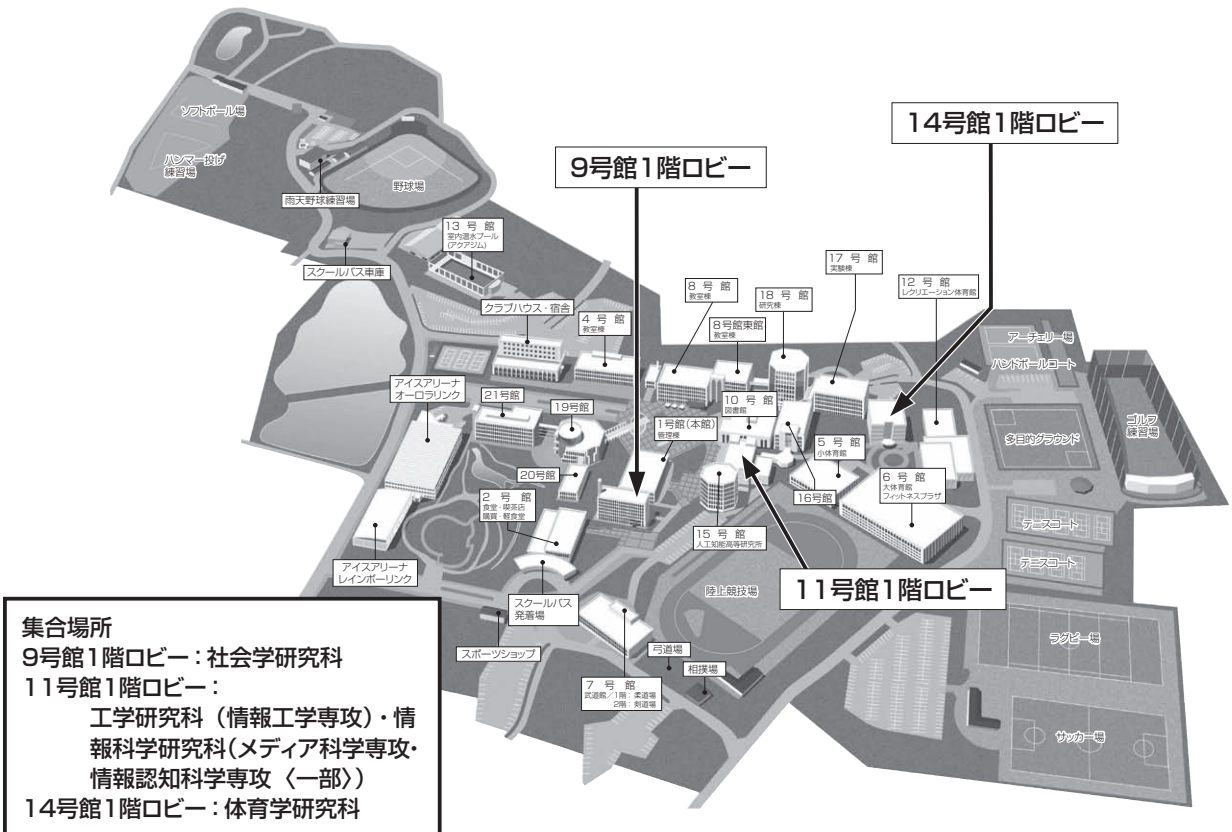 14号館1階ロビー
9号館1階ロビー
ソフトボール場
ハンマー投げ
練習場
野球場
雨天野球練習場
13号館
室内温水プール
(アクアジム)
スクールバス車庫
クラブハウス・宿舎
4号館
教室棟
8号館
教室棟
8号館東館
教室棟
18号館
研究棟
17号館
実験棟
12号館
レクリエーション体育館
アーチェリー場
ハンドボールコート
ゴルフ
練習場
多目的グラウンド
アイスアリーナ
オーロラリンク
21号館
19号館
1号館(本館)
管理棟
10号館
図書館
5号館
小体育館
6号館
大体育館
フィットネスプラザ
16号館
20号館
2号館
食堂・喫茶店
購買・軽食堂
15号館
人工知能高等研究所
テニスコート
テニスコート
アイスアリーナ
レインボーリンク
スクールバス
発着場
陸上競技場
11号館1階ロビー
スポーツショップ
弓道場
相撲場
7号館
武道館/1階:柔道場
2階:剣道場
ラグビー場
サッカー場
集合場所
9号館1階ロビー:社会学研究科
11号館1階ロビー:
工学研究科(情報工学専攻)・情
報科学研究科(メディア科学専攻・
情報認知科学専攻〈一部〉)
14号館1階ロビー:体育学研究科